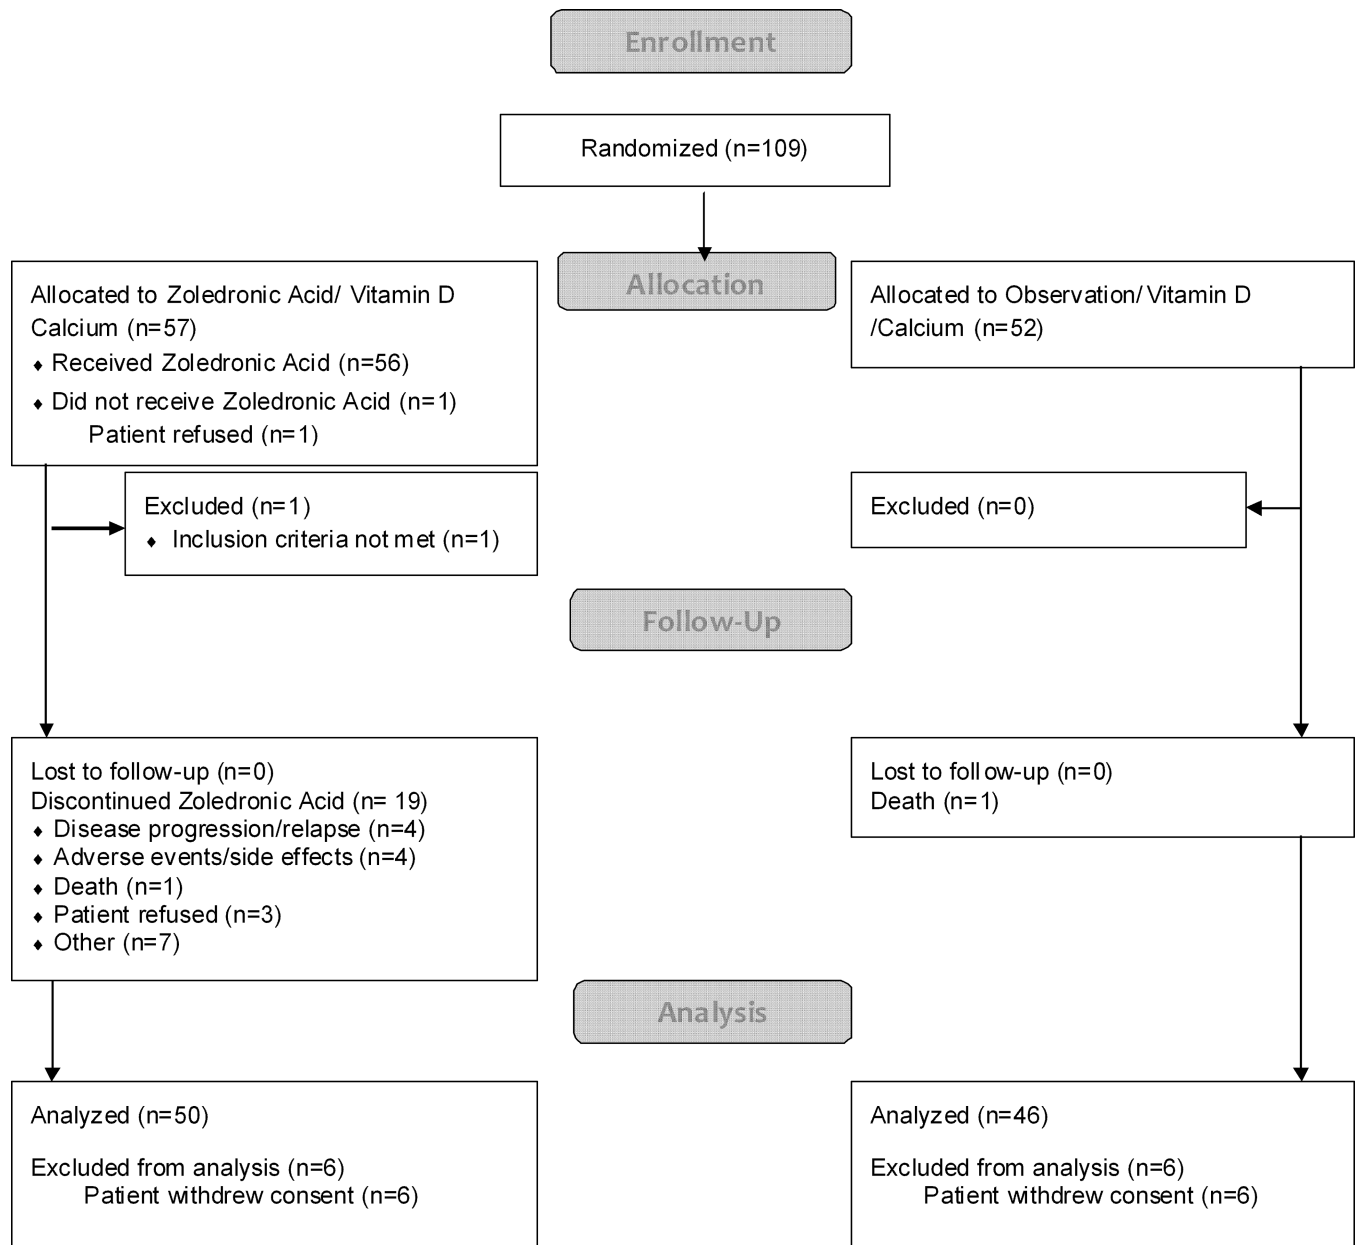 Enrollment
Randomized (n=109)
Allocation
Allocated to Zoledronic Acid/ Vitamin D
Calcium (n=57)
♦ Received Zoledronic Acid (n=56)
♦ Did not receive Zoledronic Acid (n=1)
Patient refused (n=1)
Allocated to Observation/ Vitamin D
/Calcium (n=52)
Excluded (n=1)
♦ Inclusion criteria not met (n=1)
Excluded (n=0)
Follow-Up
Lost to follow-up (n=0)
Discontinued Zoledronic Acid (n= 19)
♦ Disease progression/relapse (n=4)
♦ Adverse events/side effects (n=4)
♦ Death (n=1)
♦ Patient refused (n=3)
♦ Other (n=7)
Lost to follow-up (n=0)
Death (n=1)
Analysis
Analyzed (n=50)
Excluded from analysis (n=6)
Patient withdrew consent (n=6)
Analyzed (n=46)
Excluded from analysis (n=6)
Patient withdrew consent (n=6)